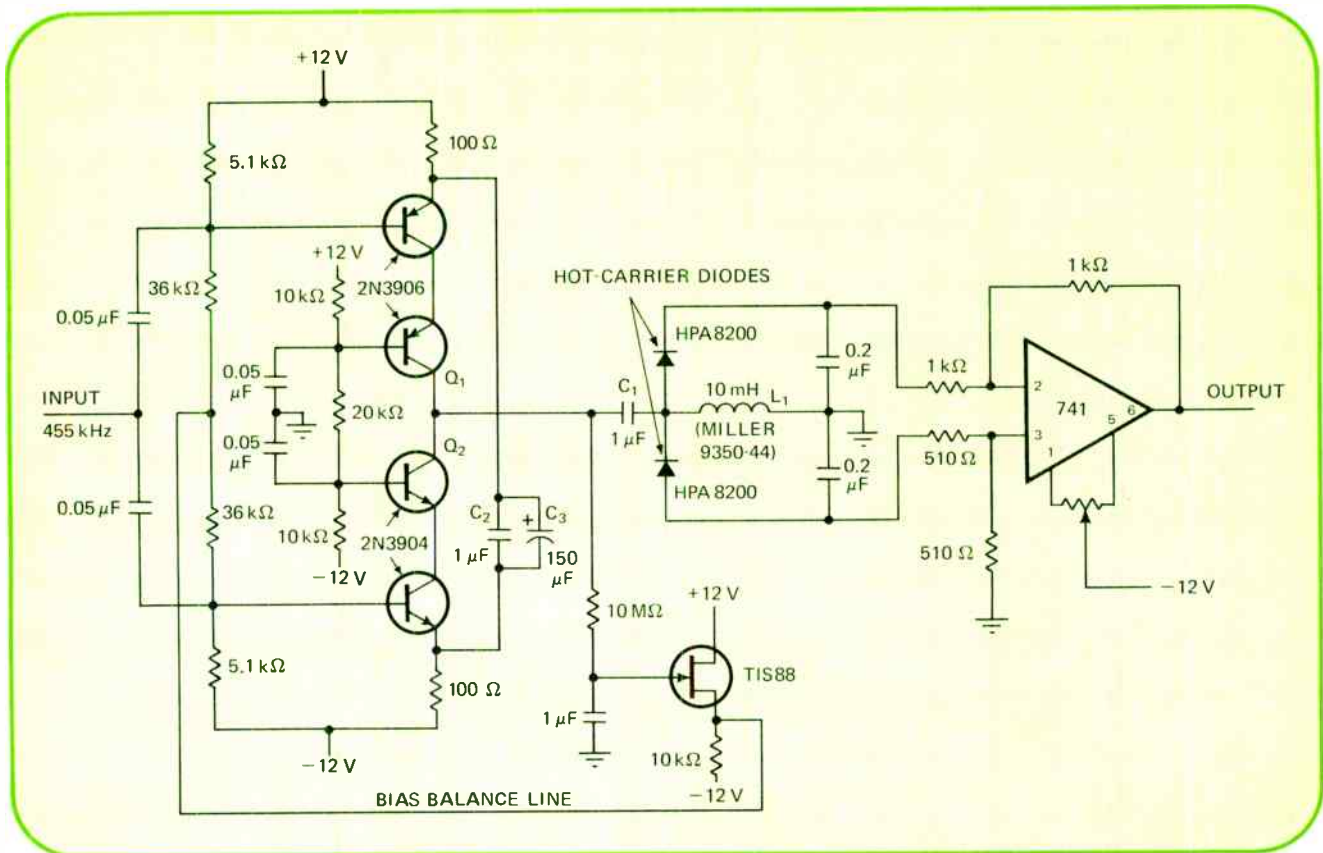 +12 V
100 Ω
5.1 kΩ
+12 V
36 kΩ
10 kΩ
2N3906
0.05 μF
0.05
μF
Q1
20 kΩ
INPUT
455 kHz
0.05
μF
Q2
0.05 μF
36 kΩ
10 kΩ
2N3904
-12 V
C2
1 μF
+
C3
150
μF
5.1 kΩ
100 Ω
-12 V
BIAS BALANCE LINE
HOT-CARRIER DIODES
HPA 8200
0.2
μF
C1
1 μF
10 mH
L1
(MILLER
9350-44)
HPA 8200
0.2
μF
1 kΩ
1 kΩ
510 Ω
2
741
6
5
3
1
OUTPUT
510 Ω
-12 V
10 MΩ
+12 V
TIS88
1 μF
10 kΩ
-12 V